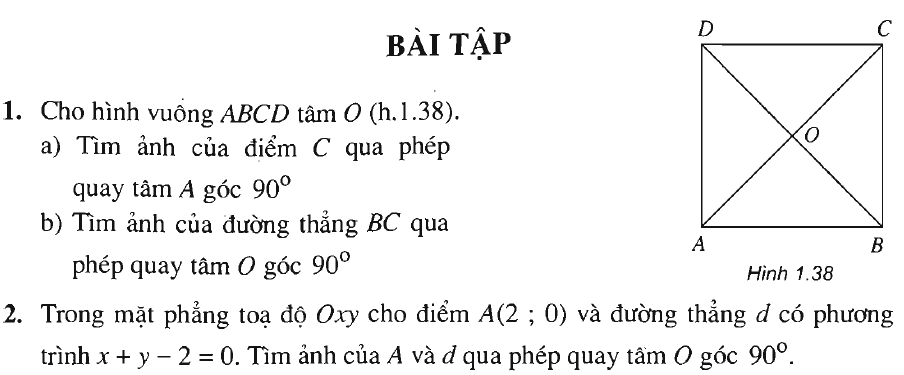 BÀI TẬP
1. Cho hình vuông ABCD tâm O (h.1.38).
a) Tìm ảnh của điểm C qua phép
quay tâm A góc 90°
b) Tìm ảnh của đường thẳng BC qua
phép quay tâm O góc 90°
D C
O
A B
Hình 1.38
2. Trong mặt phẳng toạ độ Oxy cho điểm A(2 ; 0) và đường thẳng d có phương
trình x + y − 2 = 0. Tìm ảnh của A và d qua phép quay tâm O góc 90°.